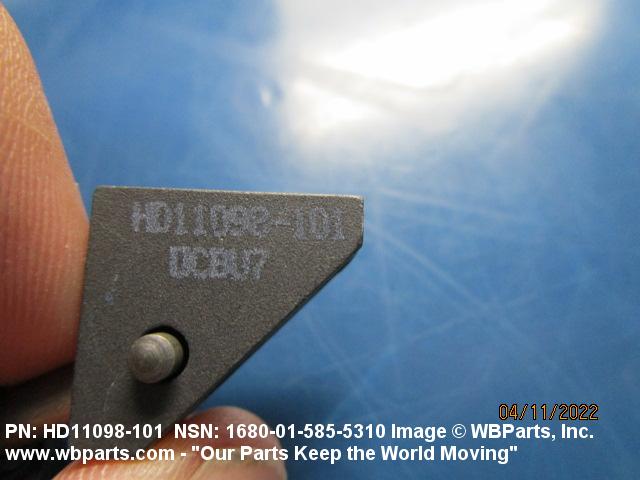 HD11098-101
0CBU7
04/11/2022
PN: HD11098-101 NSN: 1680-01-585-5310 Image © WBParts, Inc.
www.wbparts.com - "Our Parts Keep the World Moving"